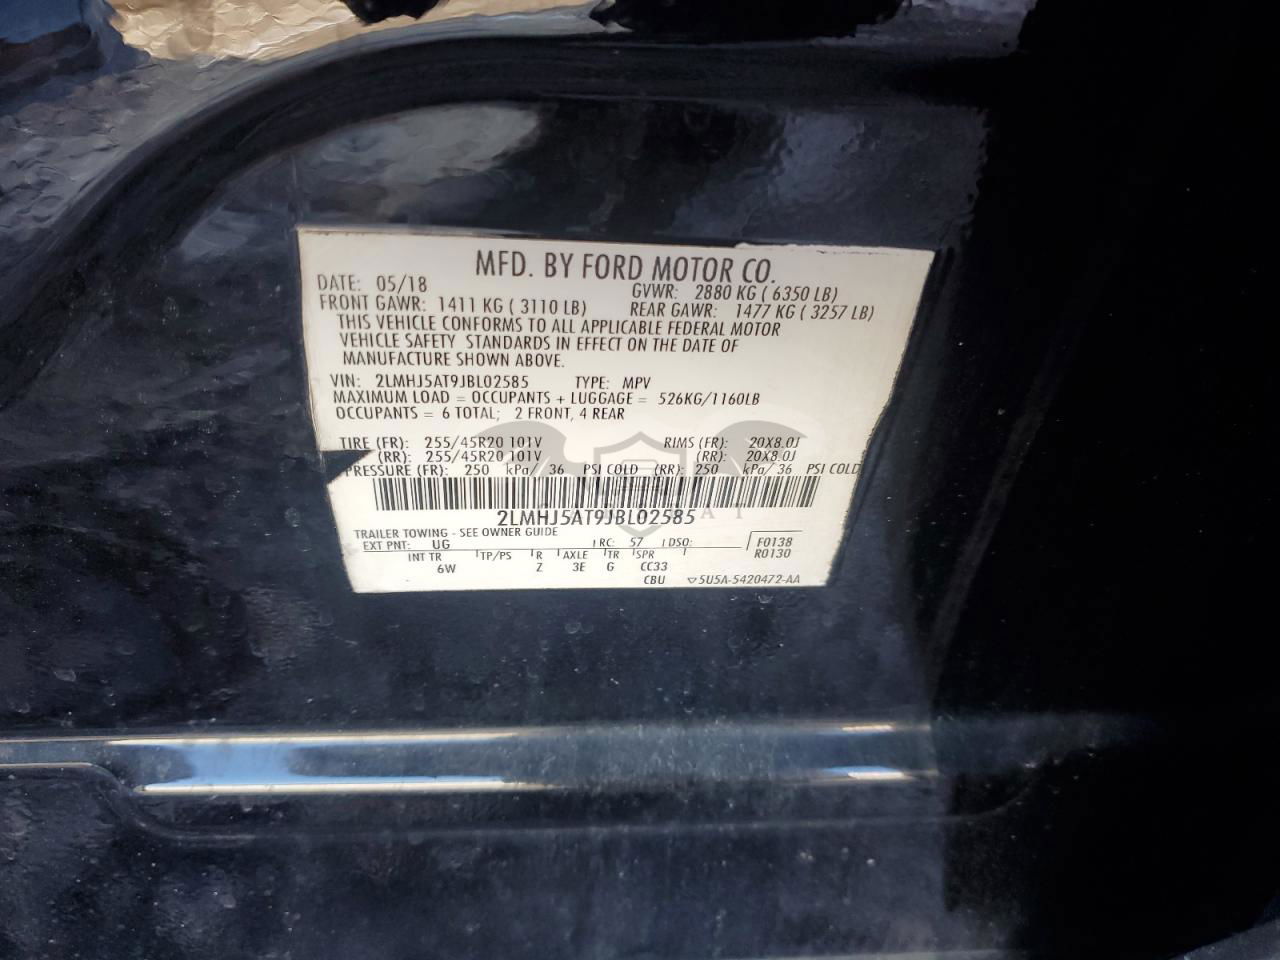 MFD. BY FORD MOTOR CO.
DATE: 05/18 GVWR: 2880 KG ( 6350 LB)
FRONT GAWR: 1411 KG ( 3110 LB) REAR GAWR: 1477 KG ( 3257 LB)
THIS VEHICLE CONFORMS TO ALL APPLICABLE FEDERAL MOTOR
VEHICLE SAFETY STANDARDS IN EFFECT ON THE DATE OF
MANUFACTURE SHOWN ABOVE.
VIN: 2LMHJ5AT9JBL02585 TYPE: MPV
MAXIMUM LOAD = OCCUPANTS + LUGGAGE = 526KG/1160LB
OCCUPANTS = 6 TOTAL; 2 FRONT, 4 REAR
TIRE (FR): 255/45R20 101V RIMS (FR): 20X8.0J
(RR): 255/45R20 101V (RR): 20X8.0J
PRESSURE (FR): 250 kPa/ 36 PSI COLD (RR): 250 kPa/ 36 PSI COLD
2LMHJ5AT9JBL02585
TRAILER TOWING - SEE OWNER GUIDE
EXT PNT: UG RC: 57 DSO: F0138
R0130
INT TR TP/PS R AXLE TR SPR
6W Z 3E G CC33
CBU 5U5A-5420472-AA